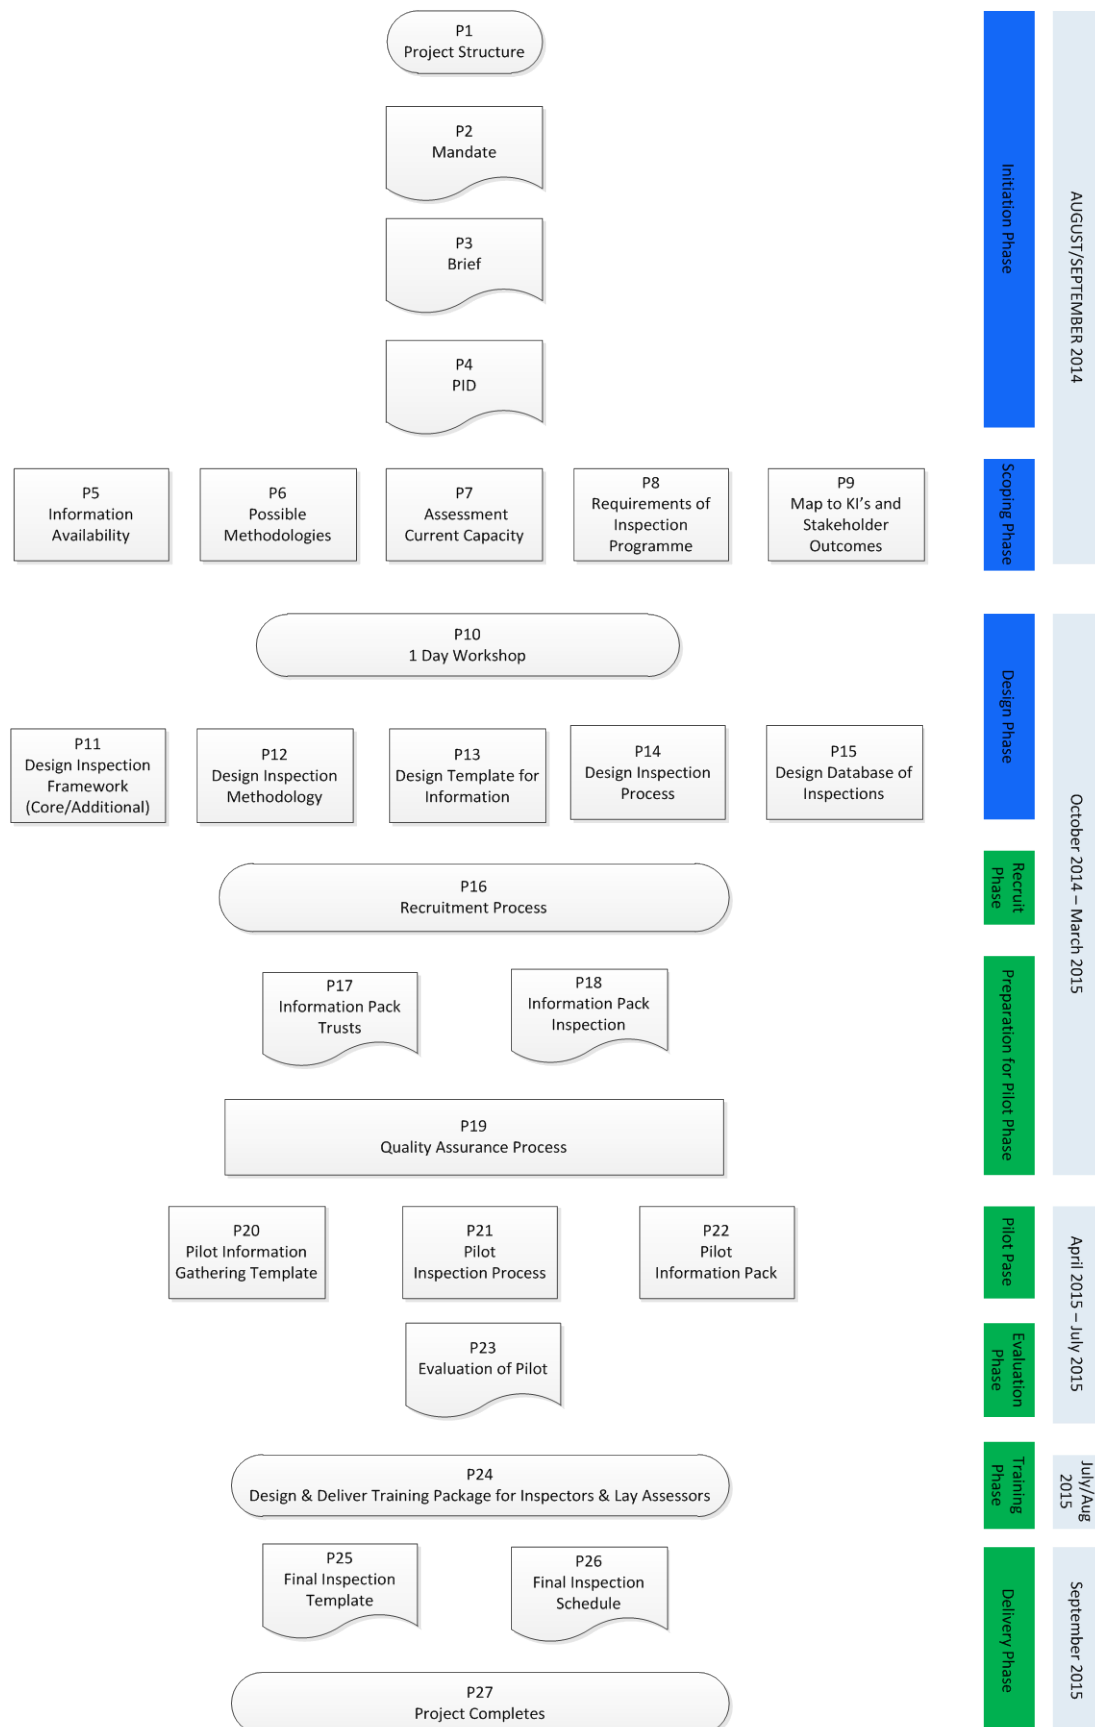 P1
Project Structure
P2
Mandate
P3
Brief
P4
PID
Initiation Phase
AUGUST/SEPTEMBER 2014
P5
Information
Availability
P6
Possible
Methodologies
P7
Assessment
Current Capacity
P8
Requirements of
Inspection
Programme
P9
Map to KI's and
Stakeholder
Outcomes
Scoping Phase
P10
1 Day Workshop
Design Phase
October 2014 – March 2015
P11
Design Inspection
Framework
(Core/Additional)
P12
Design Inspection
Methodology
P13
Design Template for
Information
P14
Design Inspection
Process
P15
Design Database of
Inspections
P16
Recruitment Process
Recruit
Phase
P17
Information Pack
Trusts
P18
Information Pack
Inspection
Preparation for Pilot Phase
P19
Quality Assurance Process
P20
Pilot Information
Gathering Template
P21
Pilot
Inspection Process
P22
Pilot
Information Pack
Pilot Pase
April 2015 – July 2015
P23
Evaluation of Pilot
Evaluation
Phase
P24
Design & Deliver Training Package for Inspectors & Lay Assessors
Training
Phase
July/Aug
2015
P25
Final Inspection
Template
P26
Final Inspection
Schedule
Delivery Phase
September 2015
P27
Project Completes